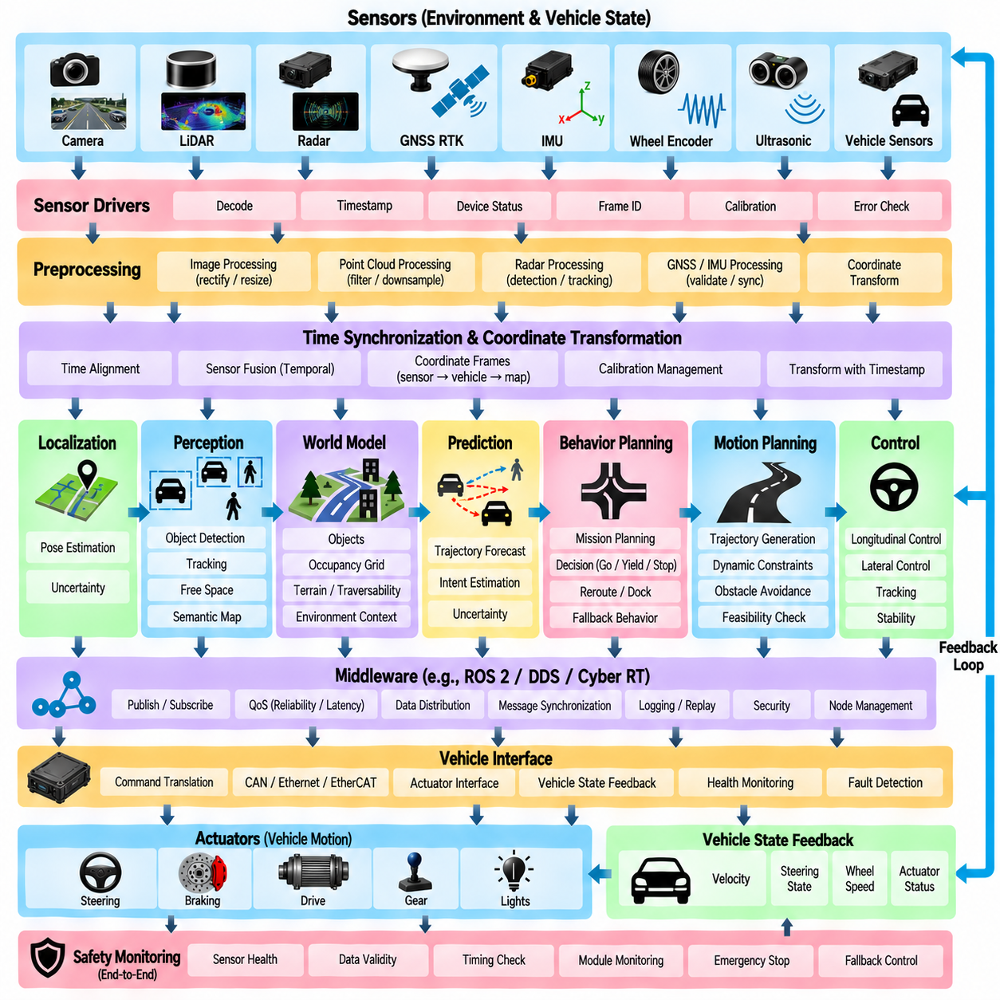 Sensors (Environment & Vehicle State)
Camera
LiDAR
Radar
GNSS RTK
z
x
y
IMU
Wheel Encoder
Ultrasonic
Vehicle Sensors
Sensor Drivers
Decode
Timestamp
Device Status
Frame ID
Calibration
Error Check
Preprocessing
Image Processing
(rectify / resize)
Point Cloud Processing
(filter / downsample)
Radar Processing
(detection / tracking)
GNSS / IMU Processing
(validate / sync)
Coordinate
Transform
Time Synchronization & Coordinate Transformation
Time Alignment
Sensor Fusion (Temporal)
Coordinate Frames
(sensor → vehicle → map)
Calibration Management
Transform with Timestamp
Localization
Pose Estimation
Uncertainty
Perception
Object Detection
Tracking
Free Space
Semantic Map
World Model
Objects
Occupancy Grid
Terrain / Traversability
Environment Context
Prediction
Trajectory Forecast
Intent Estimation
Uncertainty
Behavior Planning
Mission Planning
Decision (Go / Yield / Stop)
Reroute / Dock
Fallback Behavior
Motion Planning
Trajectory Generation
Dynamic Constraints
Obstacle Avoidance
Feasibility Check
Control
Longitudinal Control
Lateral Control
Tracking
Stability
Feedback
Loop
Middleware (e.g., ROS 2 / DDS / Cyber RT)
Publish / Subscribe
QoS (Reliability / Latency)
Data Distribution
Message Synchronization
Logging / Replay
Security
Node Management
Vehicle Interface
Command Translation
CAN / Ethernet / EtherCAT
Actuator Interface
Vehicle State Feedback
Health Monitoring
Fault Detection
Actuators (Vehicle Motion)
Steering
Braking
Drive
Gear
Lights
Vehicle State Feedback
Velocity
Steering
State
Wheel
Speed
Actuator
Status
Safety Monitoring
(End-to-End)
Sensor Health
Data Validity
Timing Check
Module Monitoring
Emergency Stop
Fallback Control